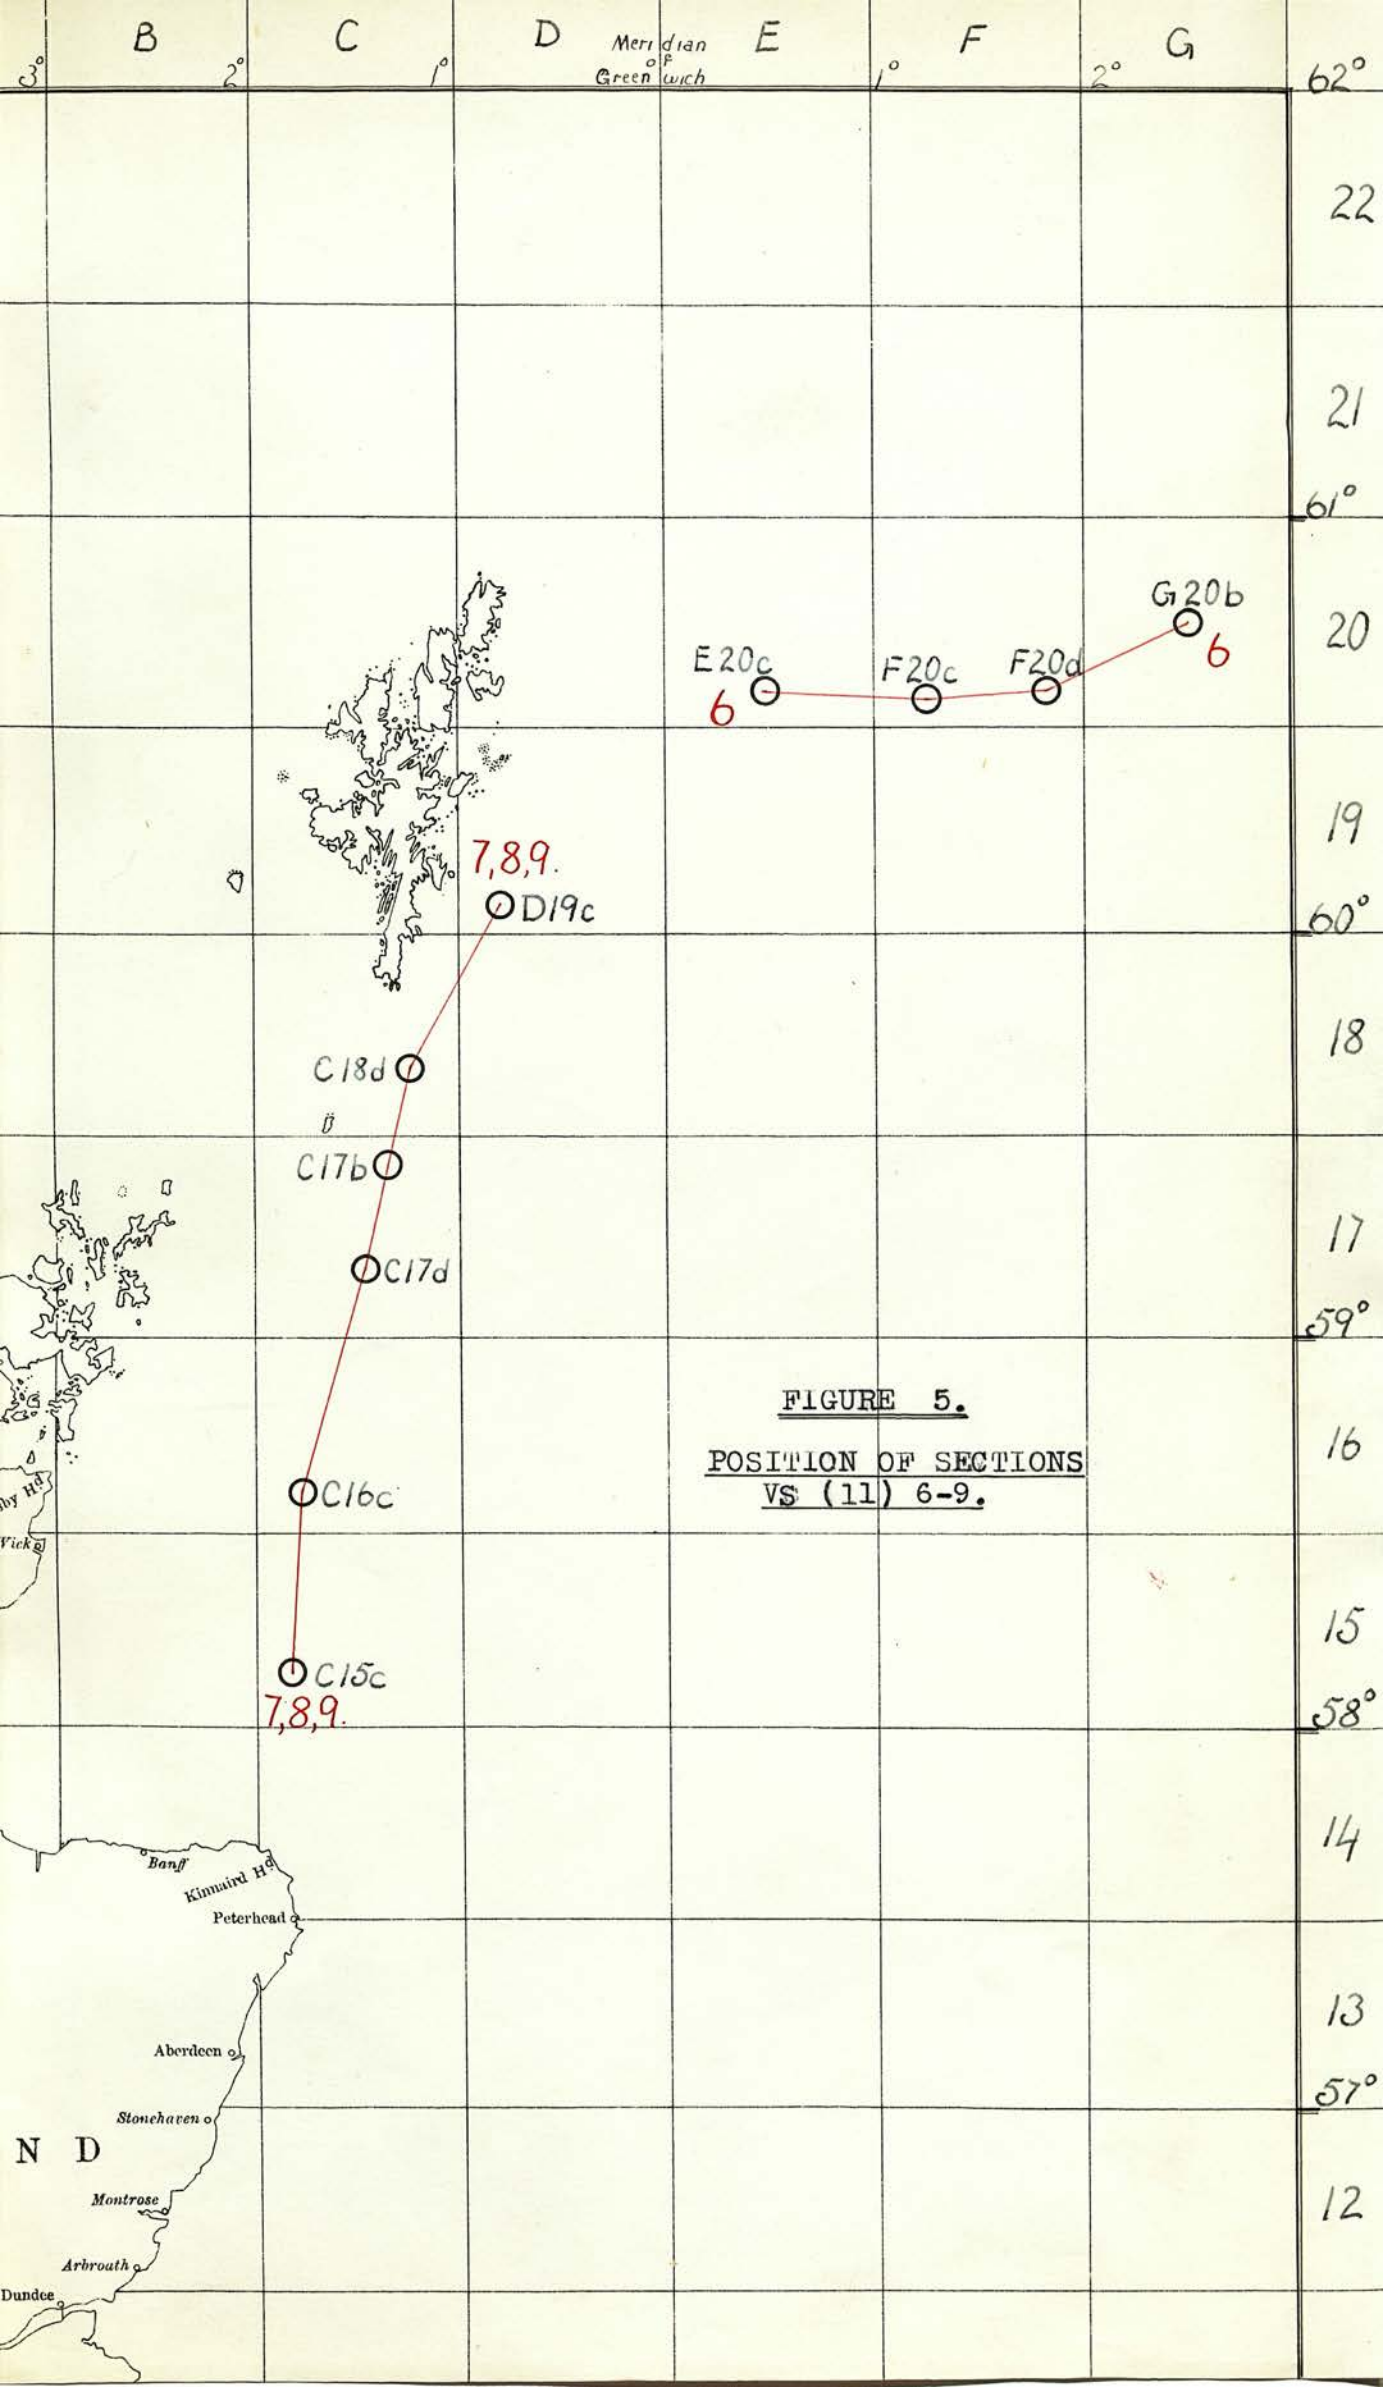 B C D E F G
Meridian
of
Greenwich
3° 2° 1° 1° 2° 62°
22
21
61°
G20b
6
20
E20c F20c F20d
6
19
7,8,9.
D19c
60°
C18d
18
C17b
17
C17d
59°
FIGURE 5.
POSITION OF SECTIONS
VS (11) 6-9.
16
C16c
by Hd
Wick
15
C15c
7,8,9.
58°
14
Banff
Kinnaird Hd
Peterhead
13
Aberdeen
57°
Stonehaven
N D
Montrose
12
Arbroath
Dundee